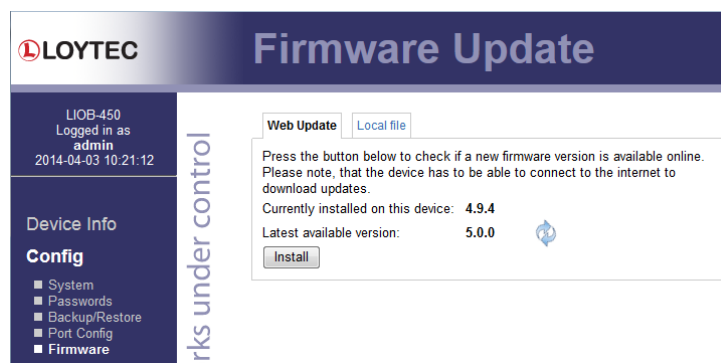 LOYTEC
Firmware Update
LIOB-450
Logged in as
admin
2014-04-03 10:21:12
Device Info
Config
System
Passwords
Backup/Restore
Port Config
Firmware
rks under control
Web Update
Local file
Press the button below to check if a new firmware version is available online.
Please note, that the device has to be able to connect to the internet to
download updates.
Currently installed on this device: 4.9.4
Latest available version: 5.0.0
Install